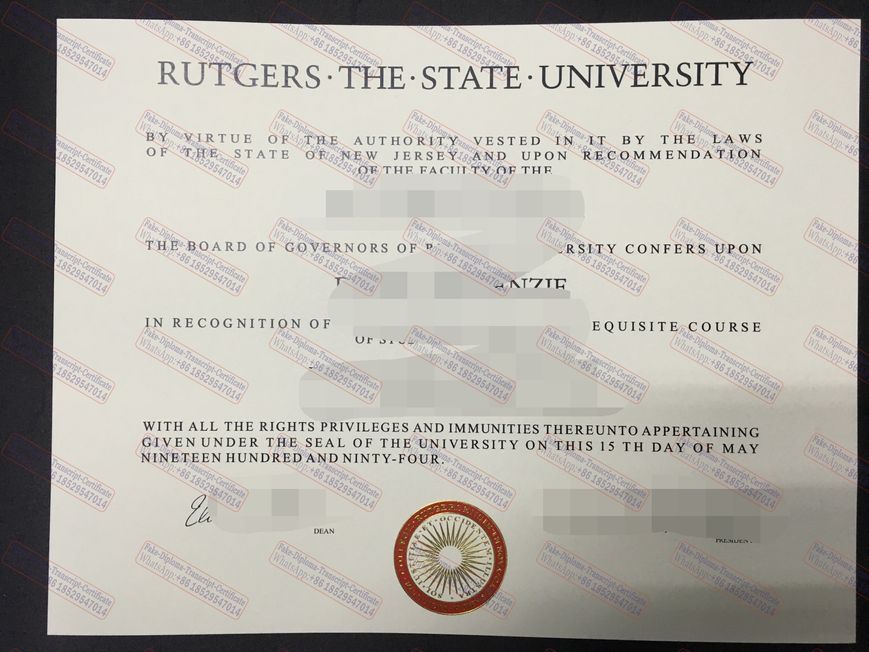 RUTGERS·THE·STATE·UNIVERSITY
BY VIRTUE OF THE AUTHORITY VESTED IN IT BY THE LAWS
OF THE STATE OF NEW JERSEY AND UPON RECOMMENDATION
OF THE FACULTY OF THE
THE BOARD OF GOVERNORS OF CONFERS UPON
IN RECOGNITION OF COURSE
WITH ALL THE RIGHTS PRIVILEGES AND IMMUNITIES THEREUNTO APPERTAINING
GIVEN UNDER THE SEAL OF THE UNIVERSITY ON THIS 15 TH DAY OF MAY
NINETEEN HUNDRED AND NINTY-FOUR.
DEAN
Fake-Diploma-Transcript-Certificate
WhatsApp:+86 18529547014